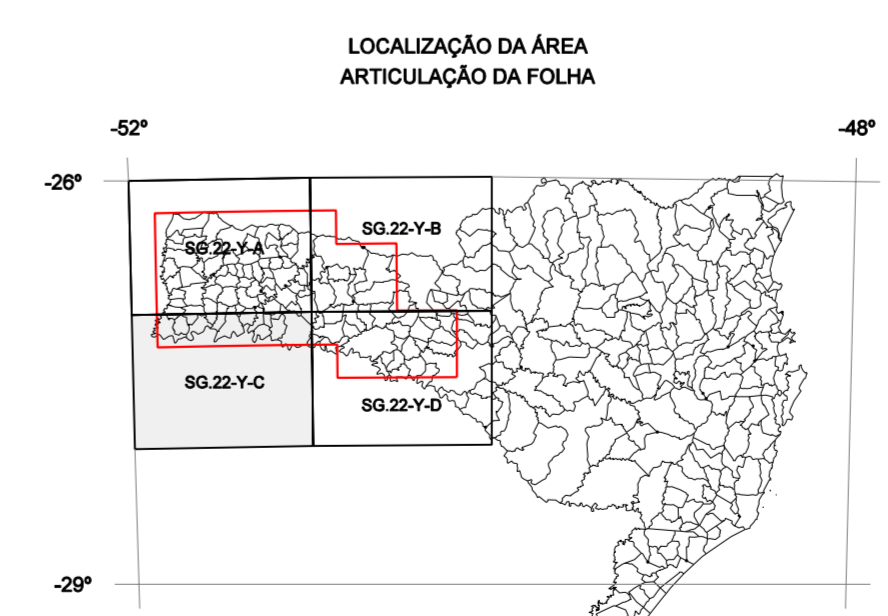 LOCALIZAÇÃO DA ÁREA
ARTICULAÇÃO DA FOLHA
-52º
-48º
-26º
SG.22-Y-B
SG.22-Y-A
SG.22-Y-C
SG.22-Y-D
-29º